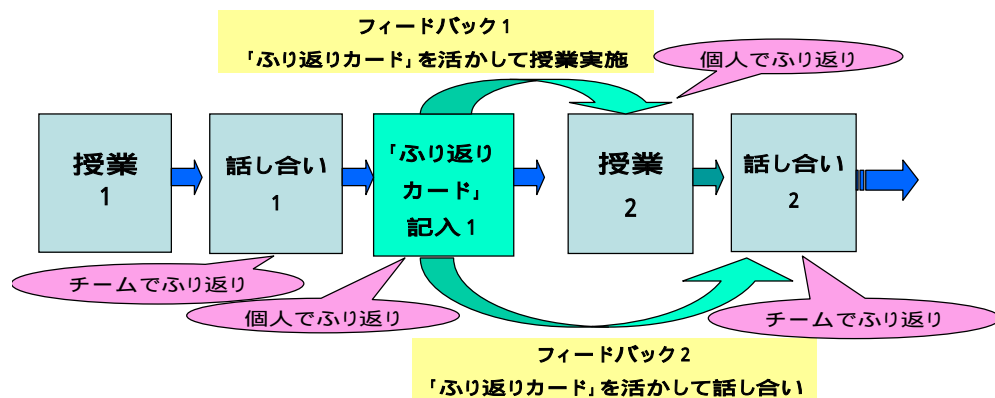 フィードバック1
「ふり返りカード」を活かして授業実施
個人でふり返り
授業
1
話し合い
1
「ふり返り
カード」
記入1
授業
2
話し合い
2
チームでふり返り
個人でふり返り
チームでふり返り
フィードバック2
「ふり返りカード」を活かして話し合い